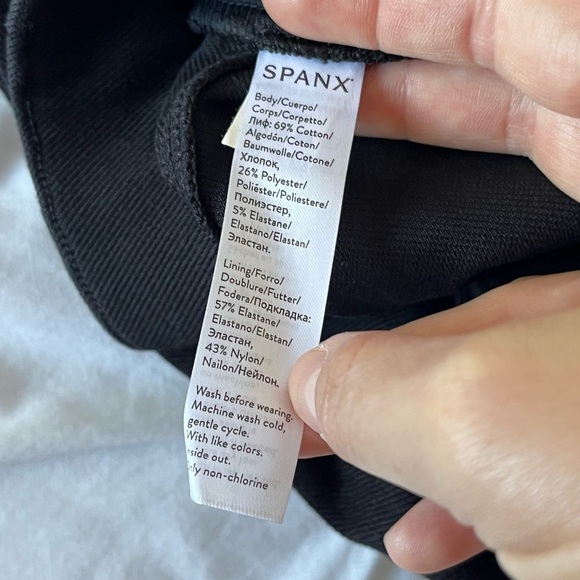 SPANX
Body/Cuerpo/
Corps/Corpetto/
Лиф: 69% Cotton/
Algodón/Coton/
Baumwolle/Cotone/
Хлопок,
26% Polyester/
Poliéster/Poliestere/
Полиэстер,
5% Elastane/
Elastano/Elastan/
Эластан.
Lining/Forro/
Doublure/Futter/
Fodera/Подкладка:
57% Elastane/
Elastano/Elastan/
Эластан,
43% Nylon/
Nailon/Нейлон.
Wash before wearing.
Machine wash cold,
gentle cycle.
With like colors.
out.
non-chlorine